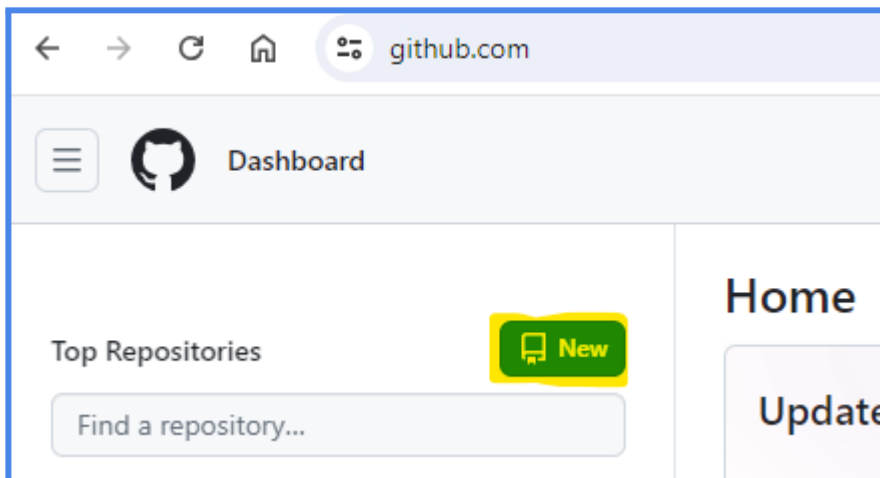 github.com
Dashboard
Top Repositories
New
Find a repository...
Home
Update